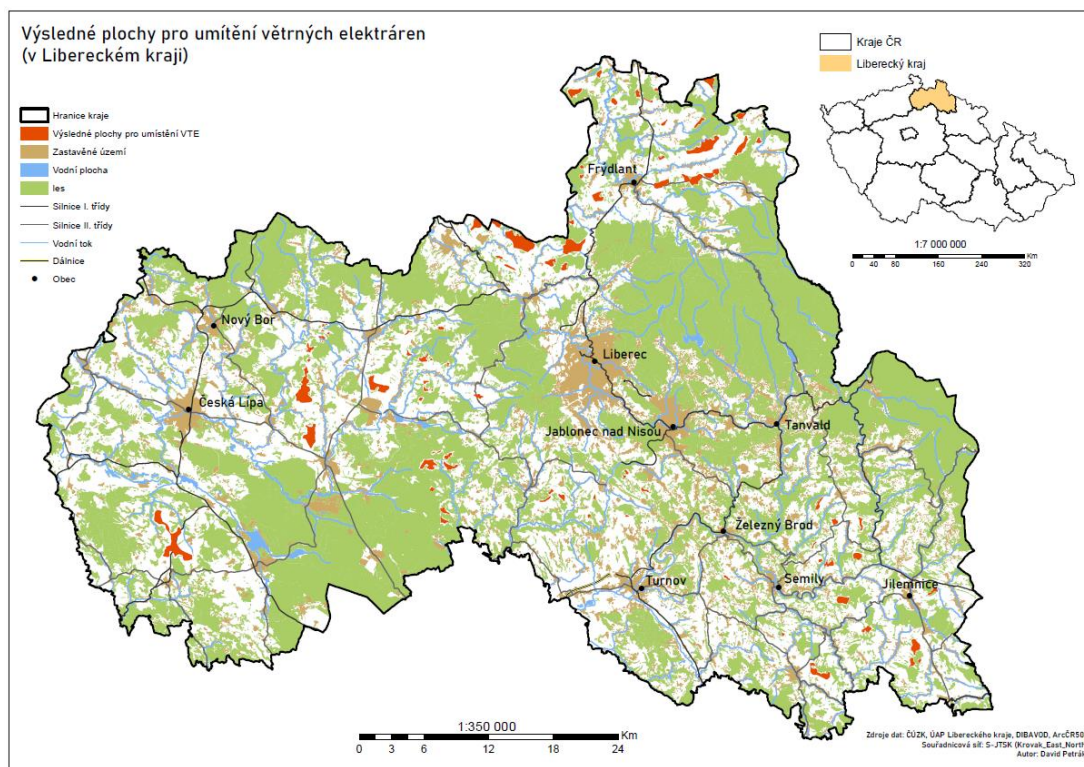 Výsledné plochy pro umítění větrných elektráren
(v Libereckém kraji)
Kraje ČR
Liberecký kraj
Hranice kraje
Výsledné plochy pro umístění VTE
Zastavěné území
Vodní plocha
les
Silnice I. třídy
Silnice II. třídy
Vodní tok
Dálnice
Obec
1:7 000 000
Km
0 20 40 80 160 240 320
Frýdlant
Nový Bor
Liberec
Česká Lípa
Jablonec nad Nisou
Tanvald
Železný Brod
Turnov
Semily
Jilemnice
1:350 000
Km
0 1,5 3 6 12 18 24
Zdroje dat: ČÚZK, ÚAP Libereckého kraje, DIBAVOD, ArcČR50
Souřadnicová síť: S-JTSK (Krovak_East_North
Autor: David Petrák